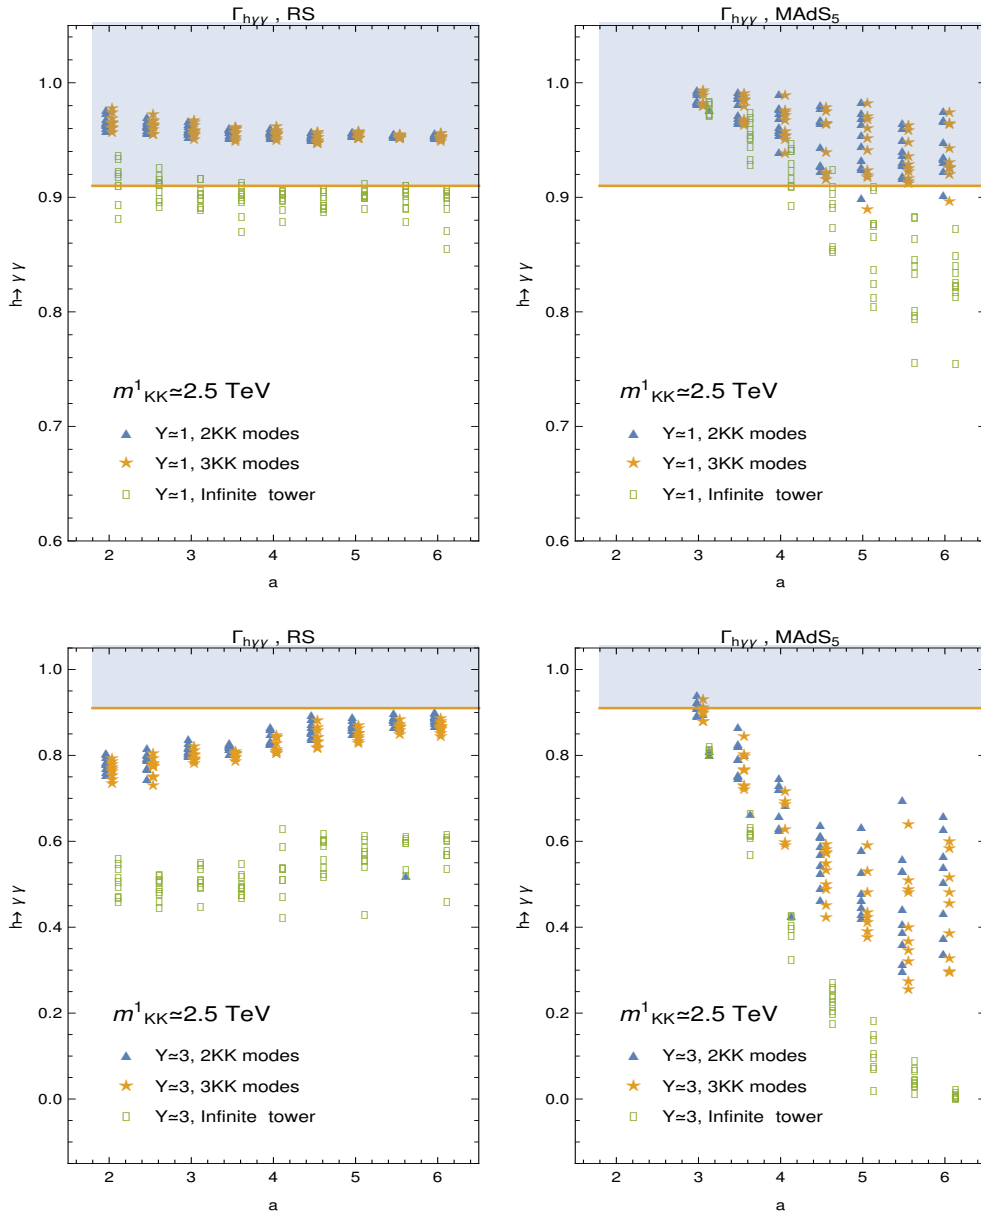 Γhγγ , RS
1.0
0.9
0.8
0.7
0.6
h→ γ γ
m¹KK≃2.5 TeV
Y≃1, 2KK modes
Y≃1, 3KK modes
Y≃1, Infinite tower
2 3 4 5 6
a
Γhγγ , MAdS₅
1.0
0.9
0.8
0.7
0.6
h→ γ γ
m¹KK≃2.5 TeV
Y≃1, 2KK modes
Y≃1, 3KK modes
Y≃1, Infinite tower
2 3 4 5 6
a
Γhγγ , RS
1.0
0.8
0.6
0.4
0.2
0.0
h→ γ γ
m¹KK≃2.5 TeV
Y≃3, 2KK modes
Y≃3, 3KK modes
Y≃3, Infinite tower
2 3 4 5 6
a
Γhγγ , MAdS₅
1.0
0.8
0.6
0.4
0.2
0.0
h→ γ γ
m¹KK≃2.5 TeV
Y≃3, 2KK modes
Y≃3, 3KK modes
Y≃3, Infinite tower
2 3 4 5 6
a